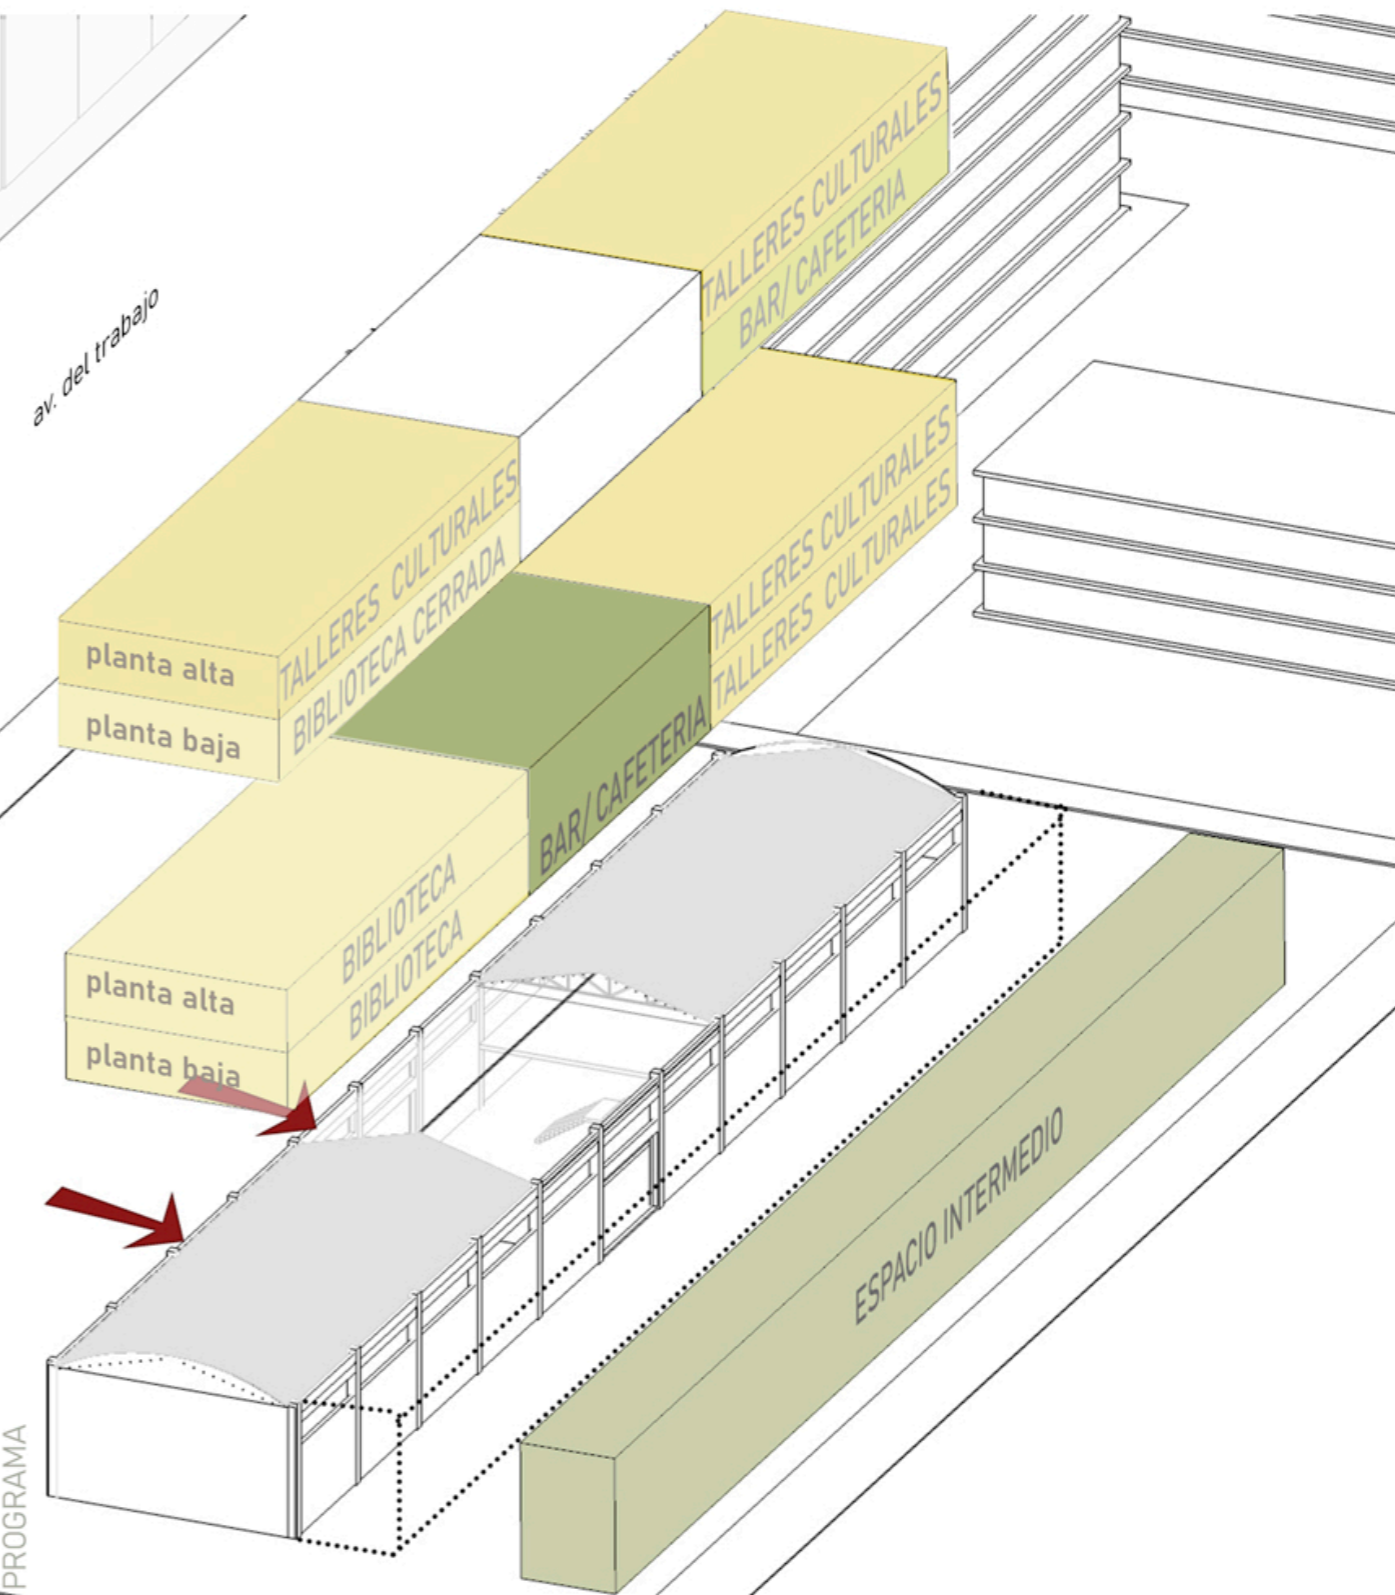 TALLERES CULTURALES
BAR/ CAFETERIA
av. del trabajo
TALLERES CULTURALES
BIBLIOTECA CERRADA
planta alta
planta baja
TALLERES CULTURALES
TALLERES CULTURALES
BAR/ CAFETERIA
BIBLIOTECA
BIBLIOTECA
planta alta
planta baja
ESPACIO INTERMEDIO
PROGRAMA